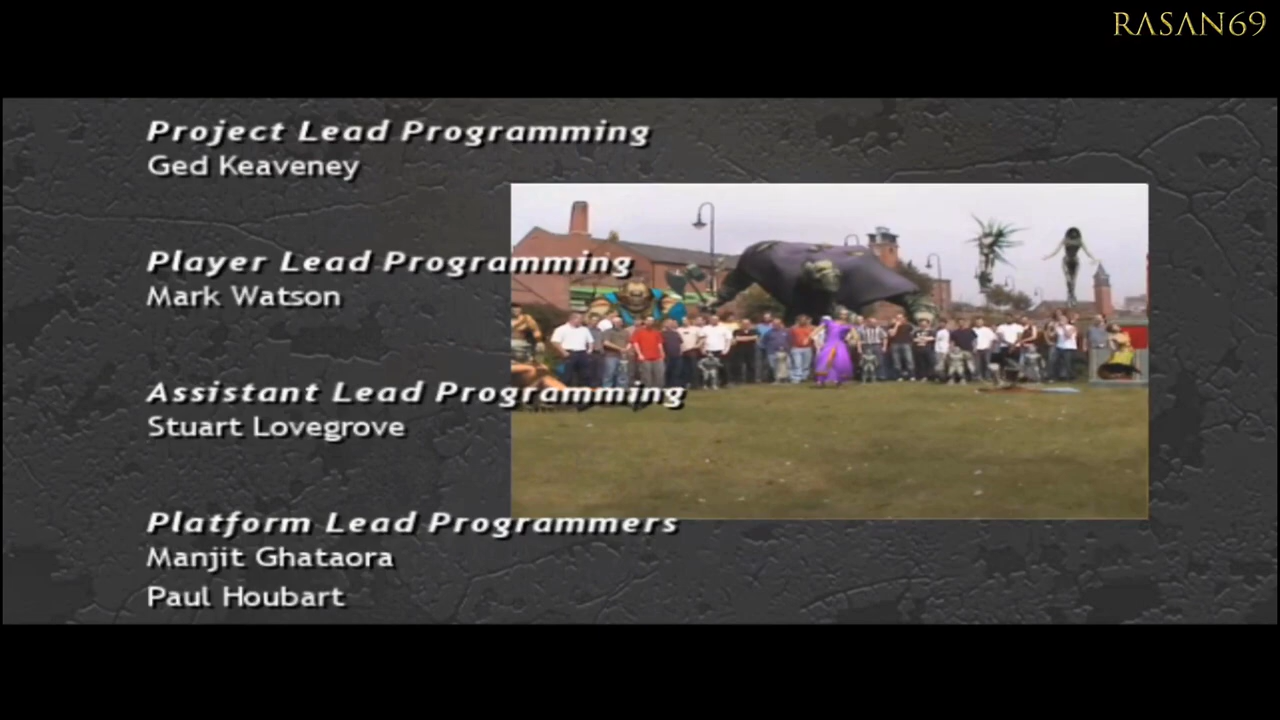 RASAN69
Project Lead Programming
Ged Keaveney
Player Lead Programming
Mark Watson
Assistant Lead Programming
Stuart Lovegrove
Platform Lead Programmers
Manjit Ghataora
Paul Houbart